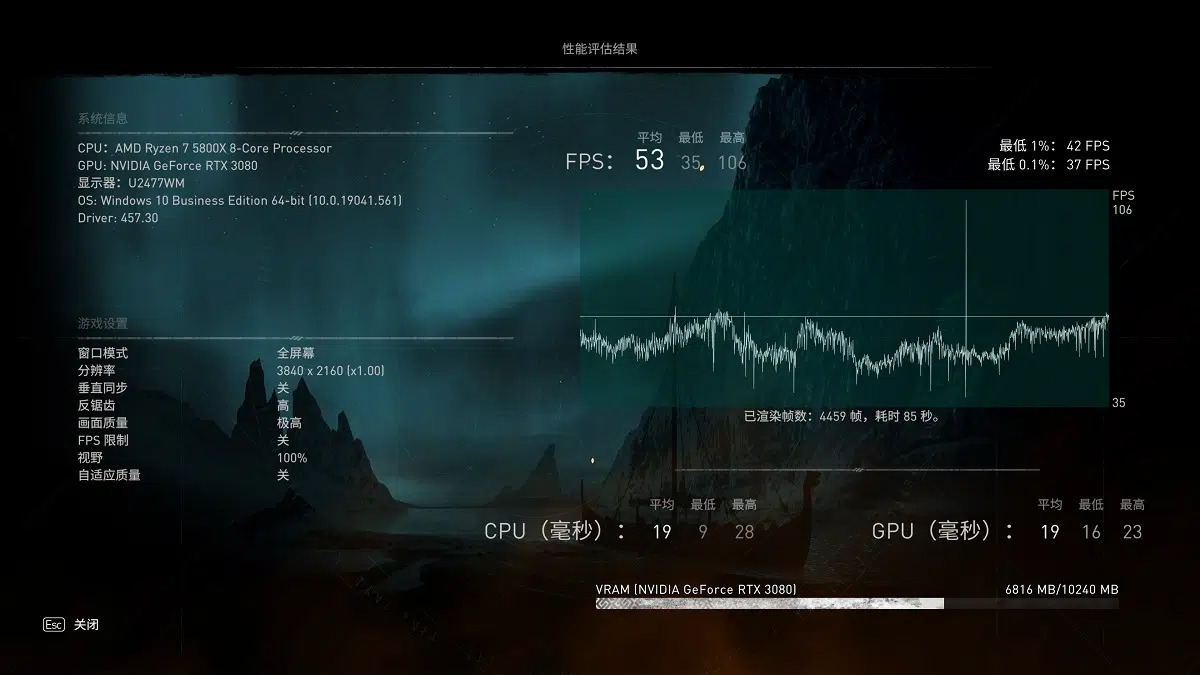 性能评估结果
系统信息
CPU：AMD Ryzen 7 5800X 8-Core Processor
GPU: NVIDIA GeForce RTX 3080
显示器：U2477WM
OS: Windows 10 Business Edition 64-bit (10.0.19041.561)
Driver: 457.30
游戏设置
窗口模式 全屏幕
分辨率 3840 x 2160 (x1.00)
垂直同步 关
反锯齿 高
画面质量 极高
FPS 限制 关
视野 100%
自适应质量 关
平均 最低 最高
FPS： 53 35 106
最低 1%： 42 FPS
最低 0.1%： 37 FPS
FPS
106
35
已渲染帧数：4459 帧，耗时 85 秒。
平均 最低 最高
CPU（毫秒）： 19 9 28
平均 最低 最高
GPU（毫秒）： 19 16 23
VRAM (NVIDIA GeForce RTX 3080) 6816 MB/10240 MB
Esc 关闭